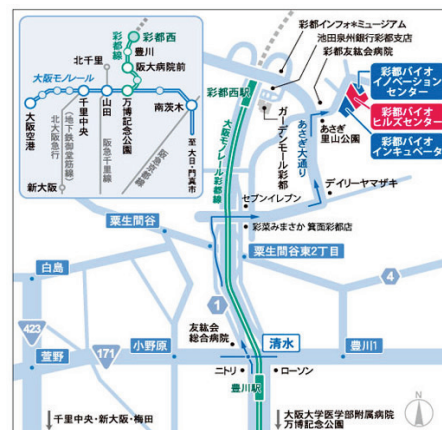 彩都西
彩都線
豊川
阪大病院前
北千里
大阪モノレール
千里中央
山田
万博記念公園
南茨木
大阪空港
(地下鉄御堂筋線)
北大阪急行
阪急千里線
新大阪
至 大日・門真市
彩都インフォ・ミュージアム
池田泉州銀行彩都支店
彩都友紘会病院
彩都西駅
ガーデンモール彩都
あさぎ大通り
あさぎ里山公園
彩都バイオ
イノベーション
センター
彩都バイオ
ヒルズセンター
彩都バイオ
インキュベータ
大阪モノレール彩都線
デイリーヤマザキ
セブンイレブン
彩菜みまさか 箕面彩都店
粟生間谷
粟生間谷東2丁目
白島
4
1
423
171
萱野
小野原
友紘会
総合病院
清水
豊川1
ニトリ
ローソン
豊川駅
千里中央・新大阪・梅田
大阪大学医学部附属病院
万博記念公園
N